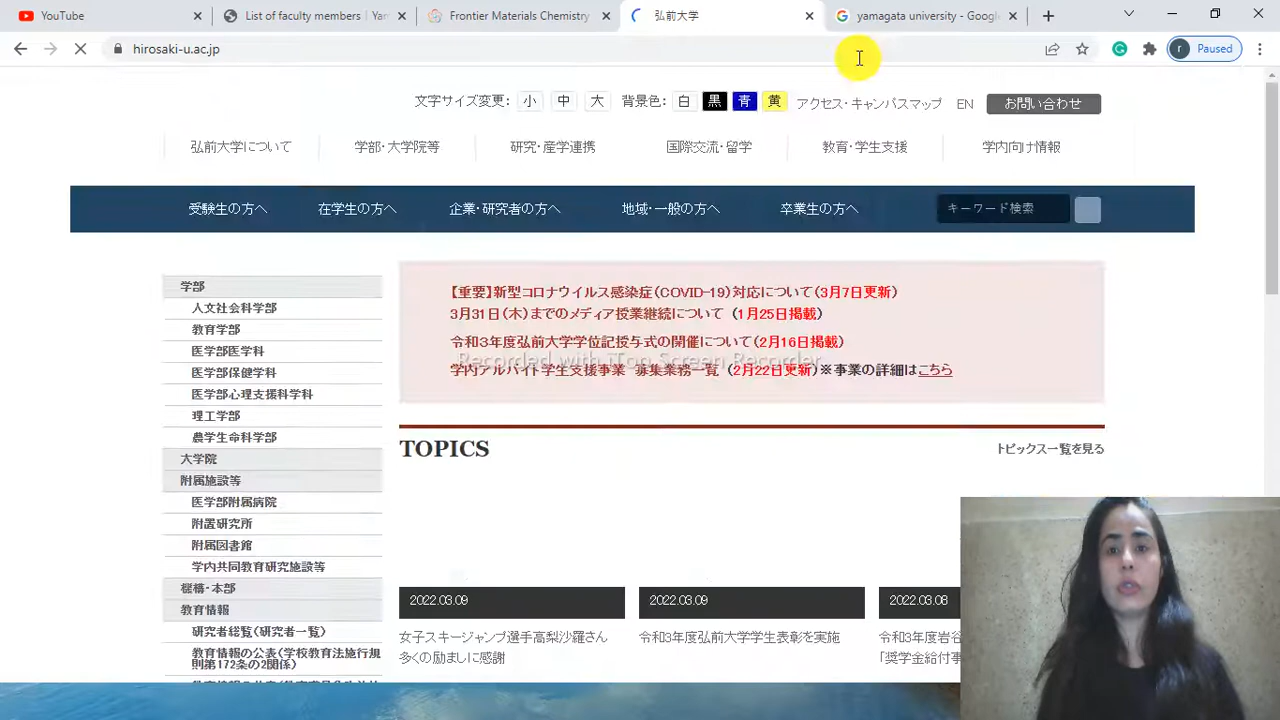 YouTube
List of faculty members | Yam
Frontier Materials Chemistry
弘前大学
yamagata university - Google
hirosaki-u.ac.jp
r Paused
文字サイズ変更: 小 中 大 背景色: 白 黒 青 黄 アクセス・キャンパスマップ EN お問い合わせ
弘前大学について 学部・大学院等 研究・産学連携 国際交流・留学 教育・学生支援 学内向け情報
受験生の方へ 在学生の方へ 企業・研究者の方へ 地域・一般の方へ 卒業生の方へ キーワード検索
学部
人文社会科学部
教育学部
医学部医学科
医学部保健学科
医学部心理支援科学科
理工学部
農学生命科学部
大学院
附属施設等
医学部附属病院
附置研究所
附属図書館
学内共同教育研究施設等
機構・本部
教育情報
研究者総覧(研究者一覧)
教育情報の公表(学校教育法施行規
則第172条の2関係)
【重要】新型コロナウイルス感染症(COVID-19)対応について(3月7日更新)
3月31日(木)までのメディア授業継続について (1月25日掲載)
令和3年度弘前大学学位記授与式の開催について(2月16日掲載)
学内アルバイト学生支援事業 募集業務一覧 (2月22日更新)※事業の詳細はこちら
Recorded with iTop Screen Recorder
TOPICS
トピックス一覧を見る
2022.03.09
女子スキージャンプ選手高梨沙羅さん
多くの励ましに感謝
2022.03.09
令和3年度弘前大学学生表彰を実施
2022.03.08
令和3年度岩谷
「奨学金給付事